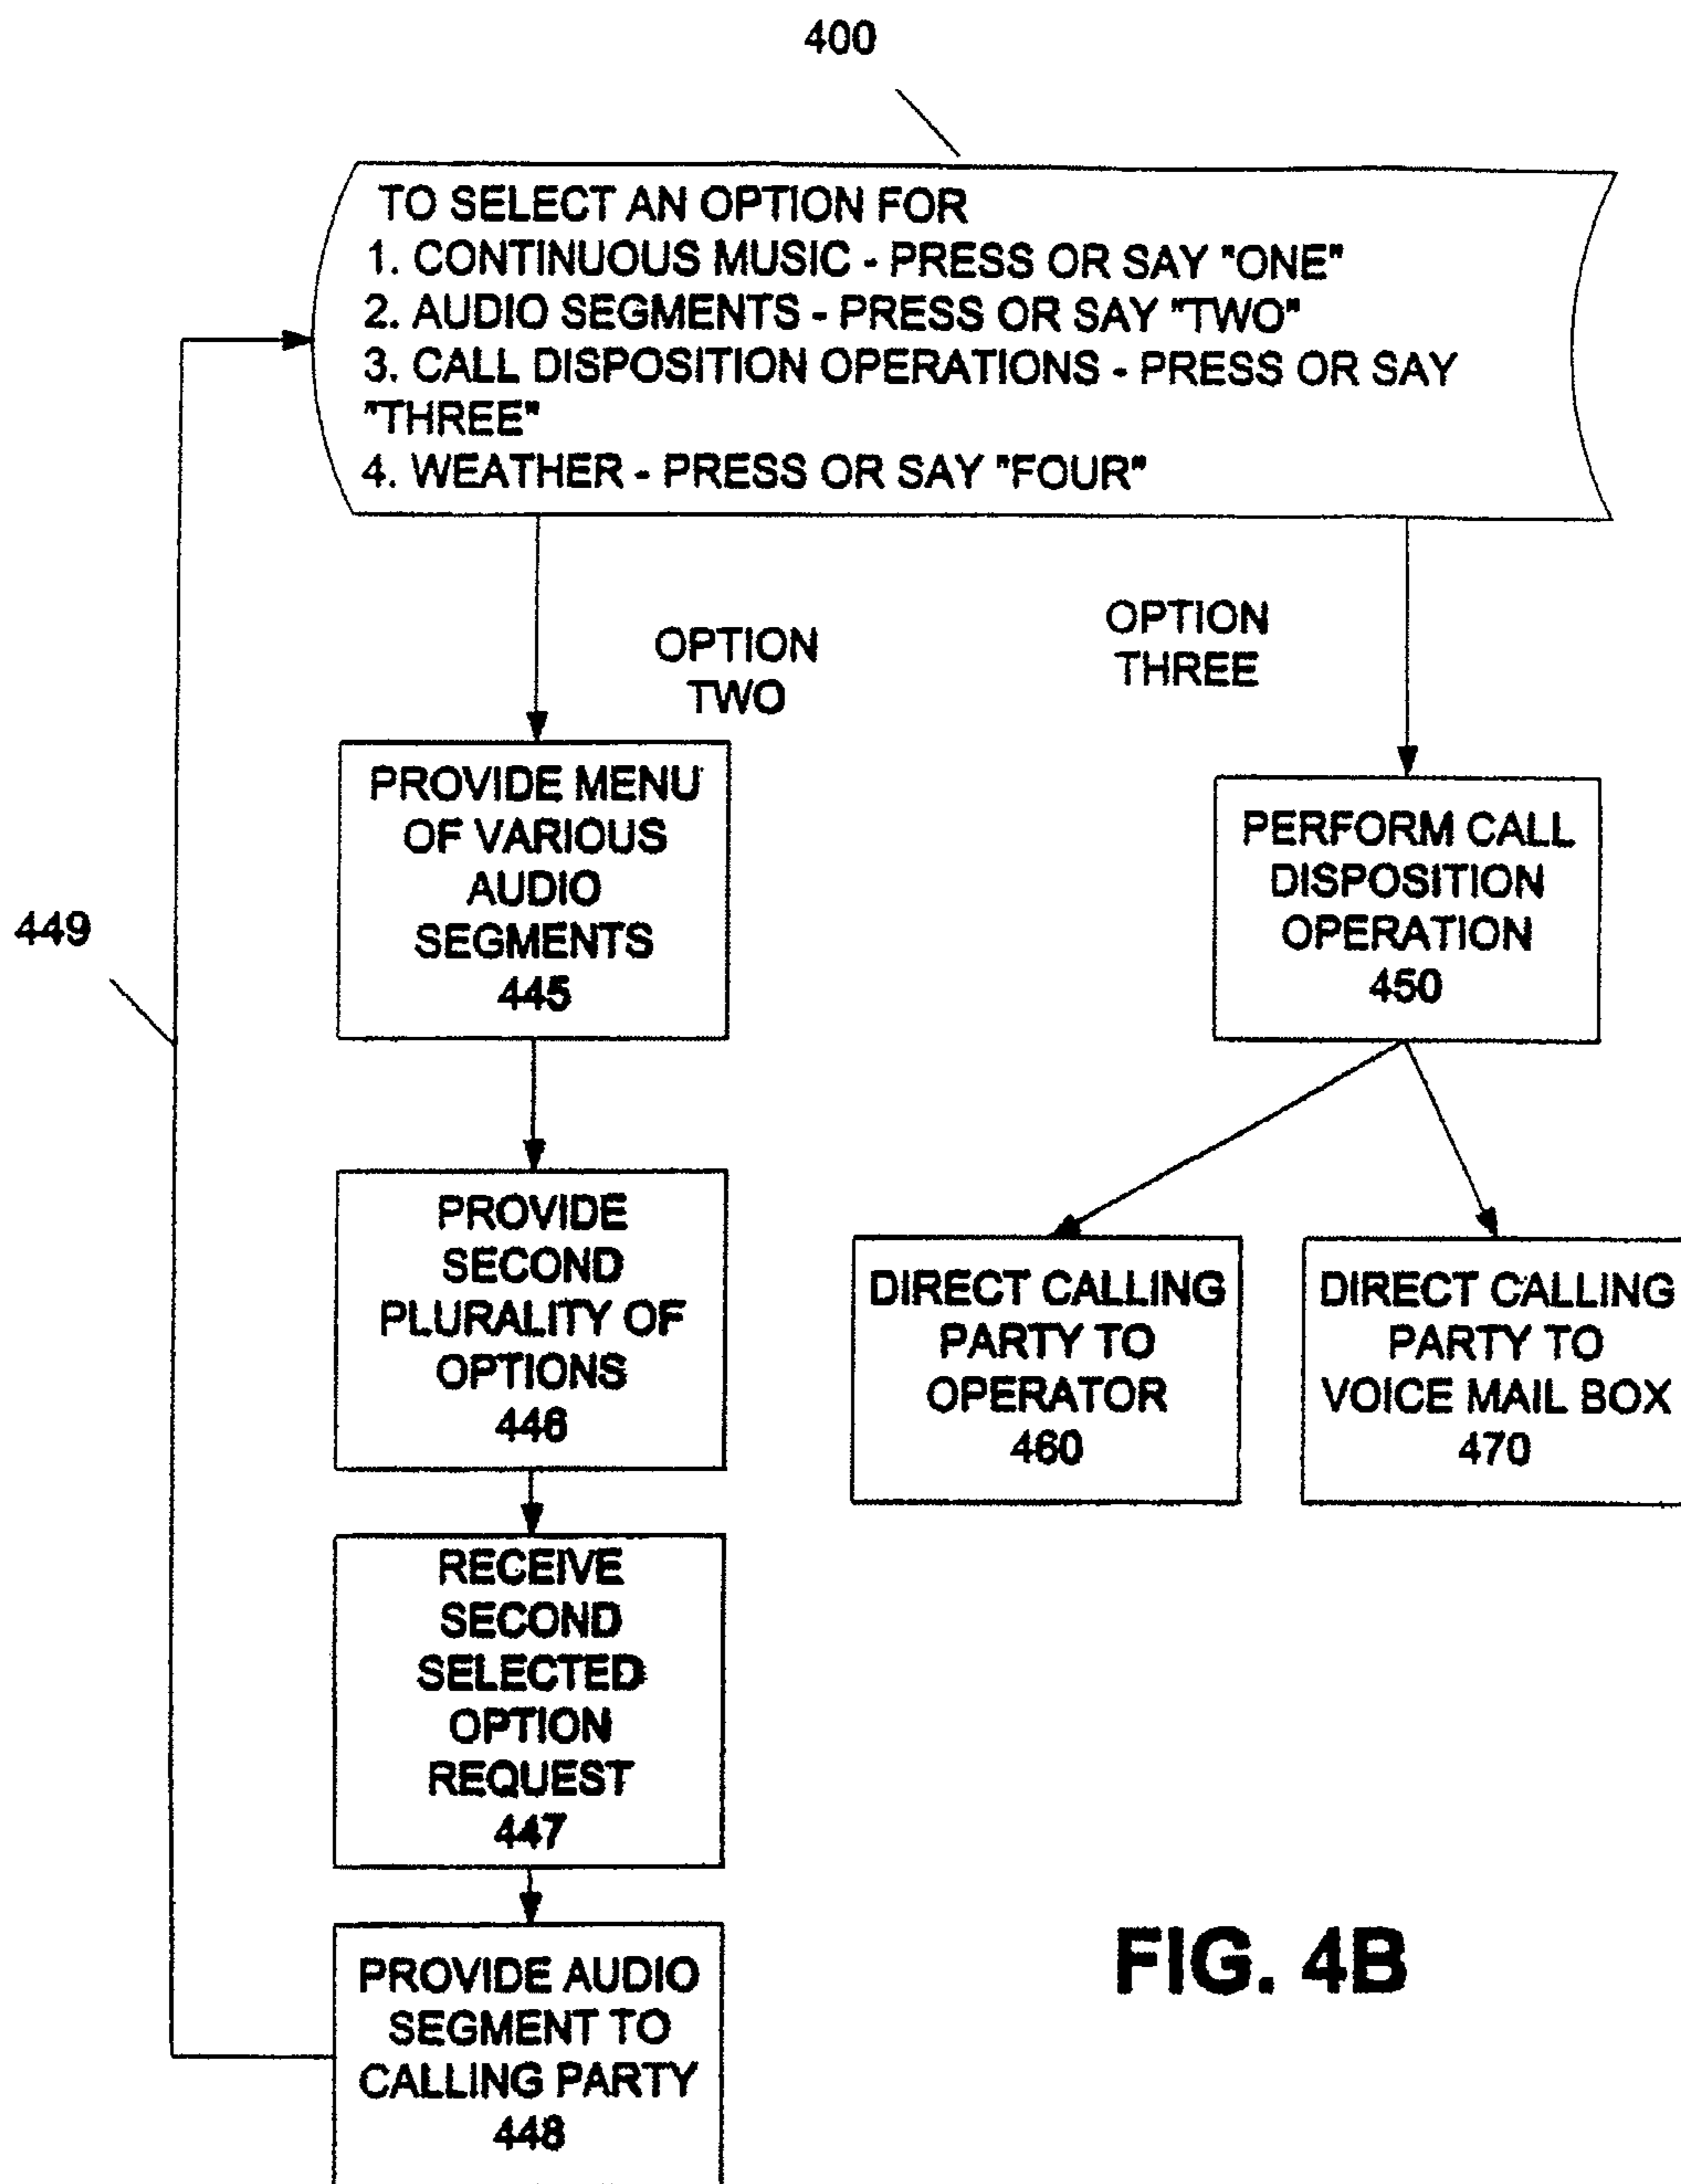 400
TO SELECT AN OPTION FOR
1. CONTINUOUS MUSIC - PRESS OR SAY "ONE"
2. AUDIO SEGMENTS - PRESS OR SAY "TWO"
3. CALL DISPOSITION OPERATIONS - PRESS OR SAY
"THREE"
4. WEATHER - PRESS OR SAY "FOUR"
OPTION
TWO
OPTION
THREE
PROVIDE MENU
OF VARIOUS
AUDIO
SEGMENTS
445
PERFORM CALL
DISPOSITION
OPERATION
450
449
PROVIDE
SECOND
PLURALITY OF
OPTIONS
446
DIRECT CALLING
PARTY TO
OPERATOR
460
DIRECT CALLING
PARTY TO
VOICE MAIL BOX
470
RECEIVE
SECOND
SELECTED
OPTION
REQUEST
447
PROVIDE AUDIO
SEGMENT TO
CALLING PARTY
448
FIG. 4B